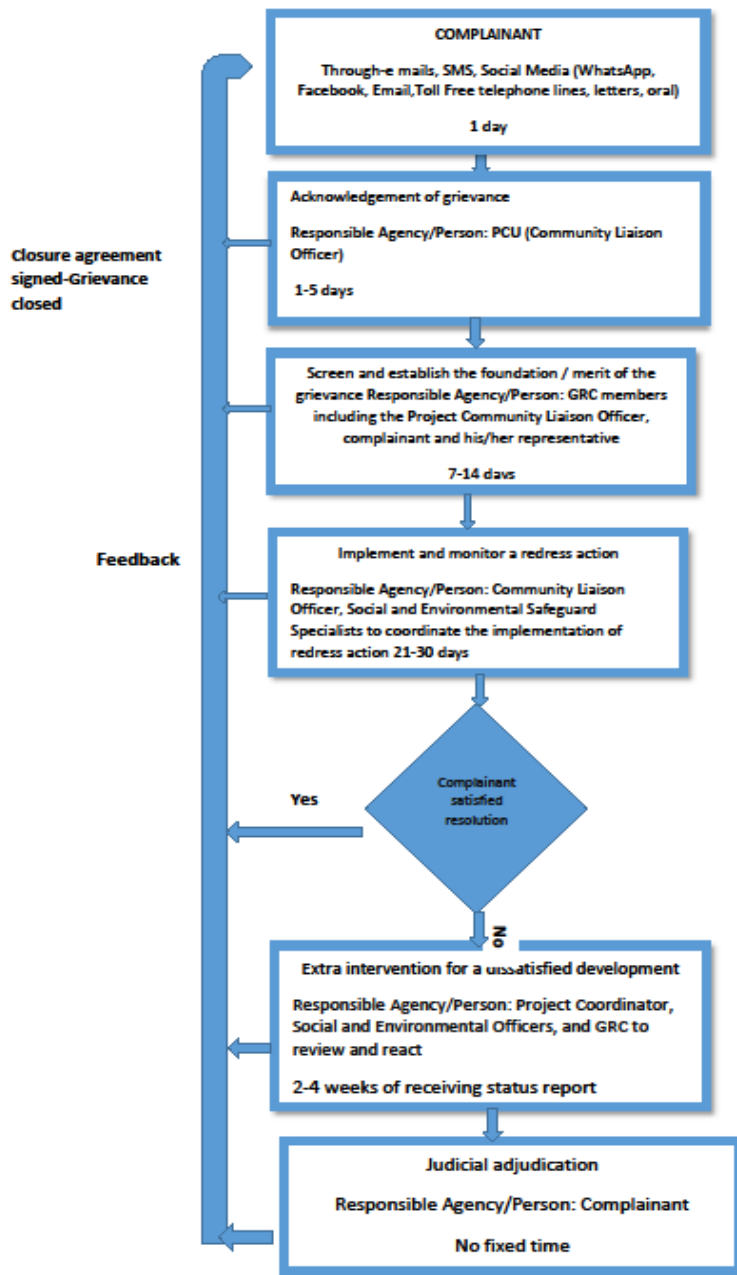 COMPLAINANT
Through-e mails, SMS, Social Media (WhatsApp,
Facebook, Email,Toll Free telephone lines, letters, oral)
1 day
Acknowledgement of grievance
Responsible Agency/Person: PCU (Community Liaison
Officer)
1-5 days
Closure agreement
signed-Grievance
closed
Screen and establish the foundation / merit of the
grievance Responsible Agency/Person: GRC members
including the Project Community Liaison Officer,
complainant and his/her representative
7-14 days
Feedback
Implement and monitor a redress action
Responsible Agency/Person: Community Liaison
Officer, Social and Environmental Safeguard
Specialists to coordinate the implementation of
redress action 21-30 days
Complainant
satisfied
resolution
Yes
No
Extra intervention for a dissatisfied development
Responsible Agency/Person: Project Coordinator,
Social and Environmental Officers, and GRC to
review and react
2-4 weeks of receiving status report
Judicial adjudication
Responsible Agency/Person: Complainant
No fixed time